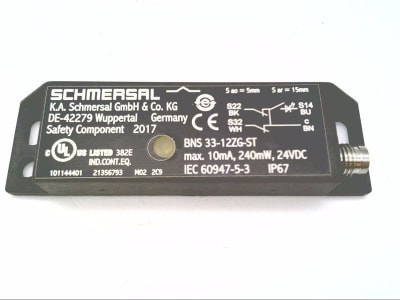 SCHMERSAL
K.A. Schmersal GmbH & Co. KG
DE-42279 Wuppertal Germany
Safety Component 2017
S ao = 5mm S ar = 15mm
S22 S14
BK BU
S32 C
WH BN
BNS 33-12ZG-ST
max. 10mA, 240mW, 24VDC
IEC 60947-5-3 IP67
c UL US LISTED 382E
IND.CONT.EQ.
101144401 21356793 M02 2C9